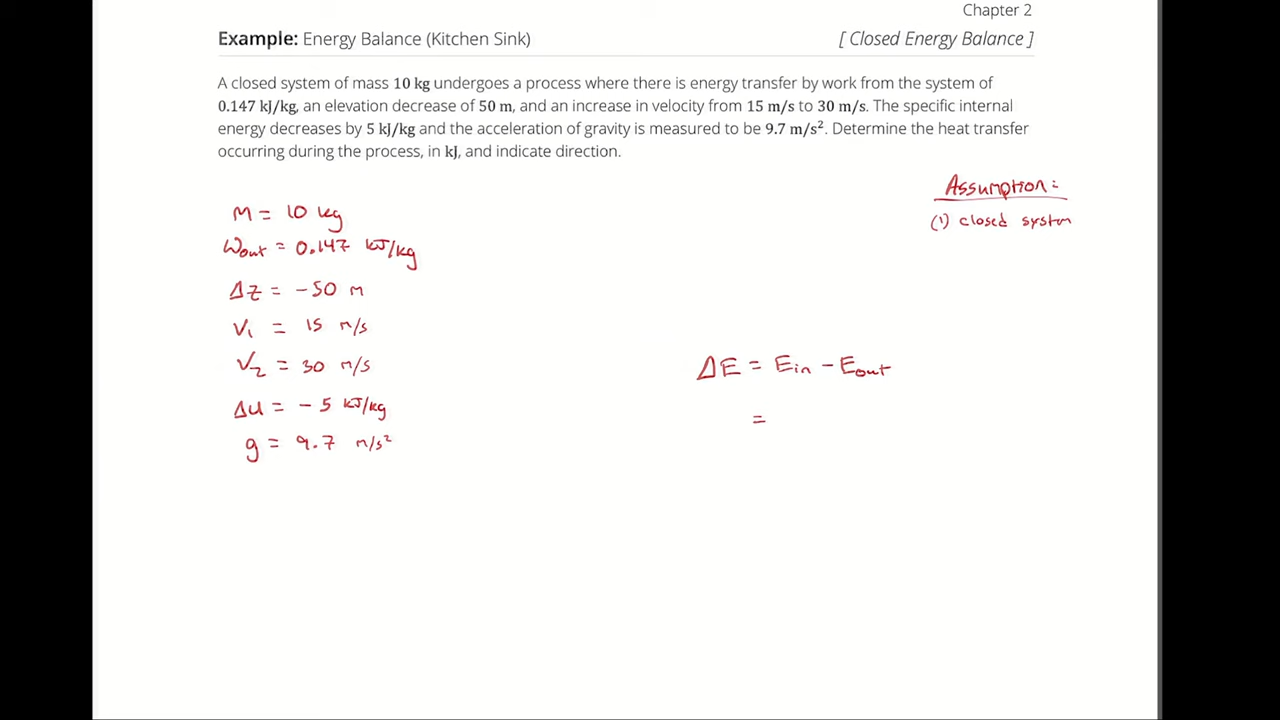 Chapter 2
Example: Energy Balance (Kitchen Sink)
[ Closed Energy Balance ]
A closed system of mass 10 kg undergoes a process where there is energy transfer by work from the system of
0.147 kJ/kg, an elevation decrease of 50 m, and an increase in velocity from 15 m/s to 30 m/s. The specific internal
energy decreases by 5 kJ/kg and the acceleration of gravity is measured to be 9.7 m/s². Determine the heat transfer
occurring during the process, in kJ, and indicate direction.
Assumption:
(1) closed system
m = 10 kg
Wout = 0.147 kJ/kg
Δz = -50 m
V₁ = 15 m/s
V₂ = 30 m/s
Δu = -5 kJ/kg
g = 9.7 m/s²
ΔE = Ein - Eout
=